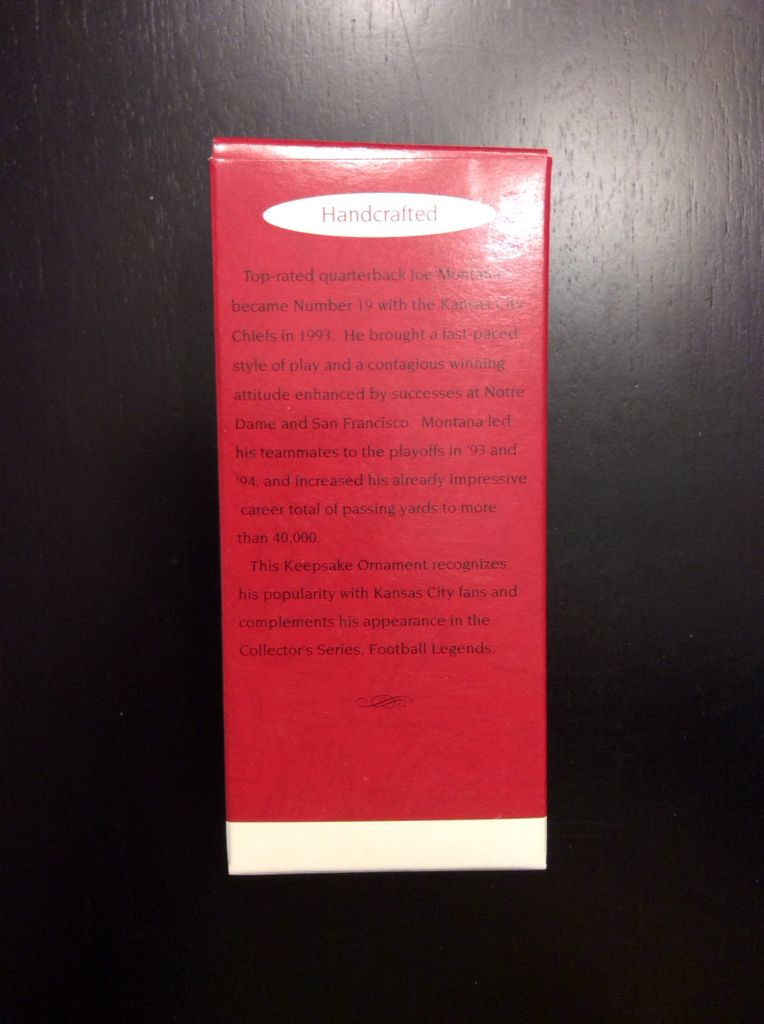 Handcrafted
Top-rated quarterback Joe Montana
became Number 19 with the Kansas City
Chiefs in 1993. He brought a fast-paced
style of play and a contagious winning
attitude enhanced by successes at Notre
Dame and San Francisco. Montana led
his teammates to the playoffs in '93 and
'94, and increased his already impressive
career total of passing yards to more
than 40,000.
This Keepsake Ornament recognizes
his popularity with Kansas City fans and
complements his appearance in the
Collector's Series, Football Legends.